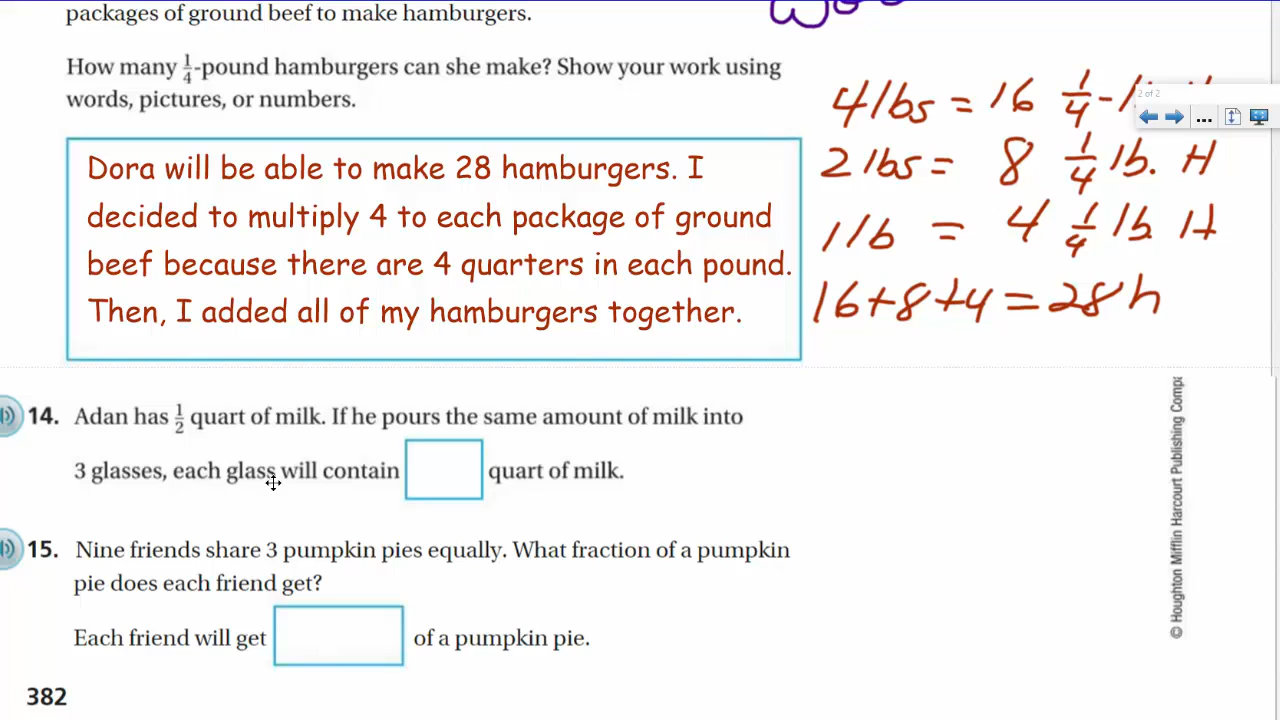 packages of ground beef to make hamburgers.
How many 1/4-pound hamburgers can she make? Show your work using
words, pictures, or numbers.
Dora will be able to make 28 hamburgers. I
decided to multiply 4 to each package of ground
beef because there are 4 quarters in each pound.
Then, I added all of my hamburgers together.
4 lbs = 16 1/4 -
2 lbs = 8 1/4 lb. H
1 lb = 4 1/4 lb H
16+8+4=28h
2 of 2
...
14. Adan has 1/2 quart of milk. If he pours the same amount of milk into
3 glasses, each glass will contain quart of milk.
15. Nine friends share 3 pumpkin pies equally. What fraction of a pumpkin
pie does each friend get?
Each friend will get of a pumpkin pie.
© Houghton Mifflin Harcourt Publishing Compa
382